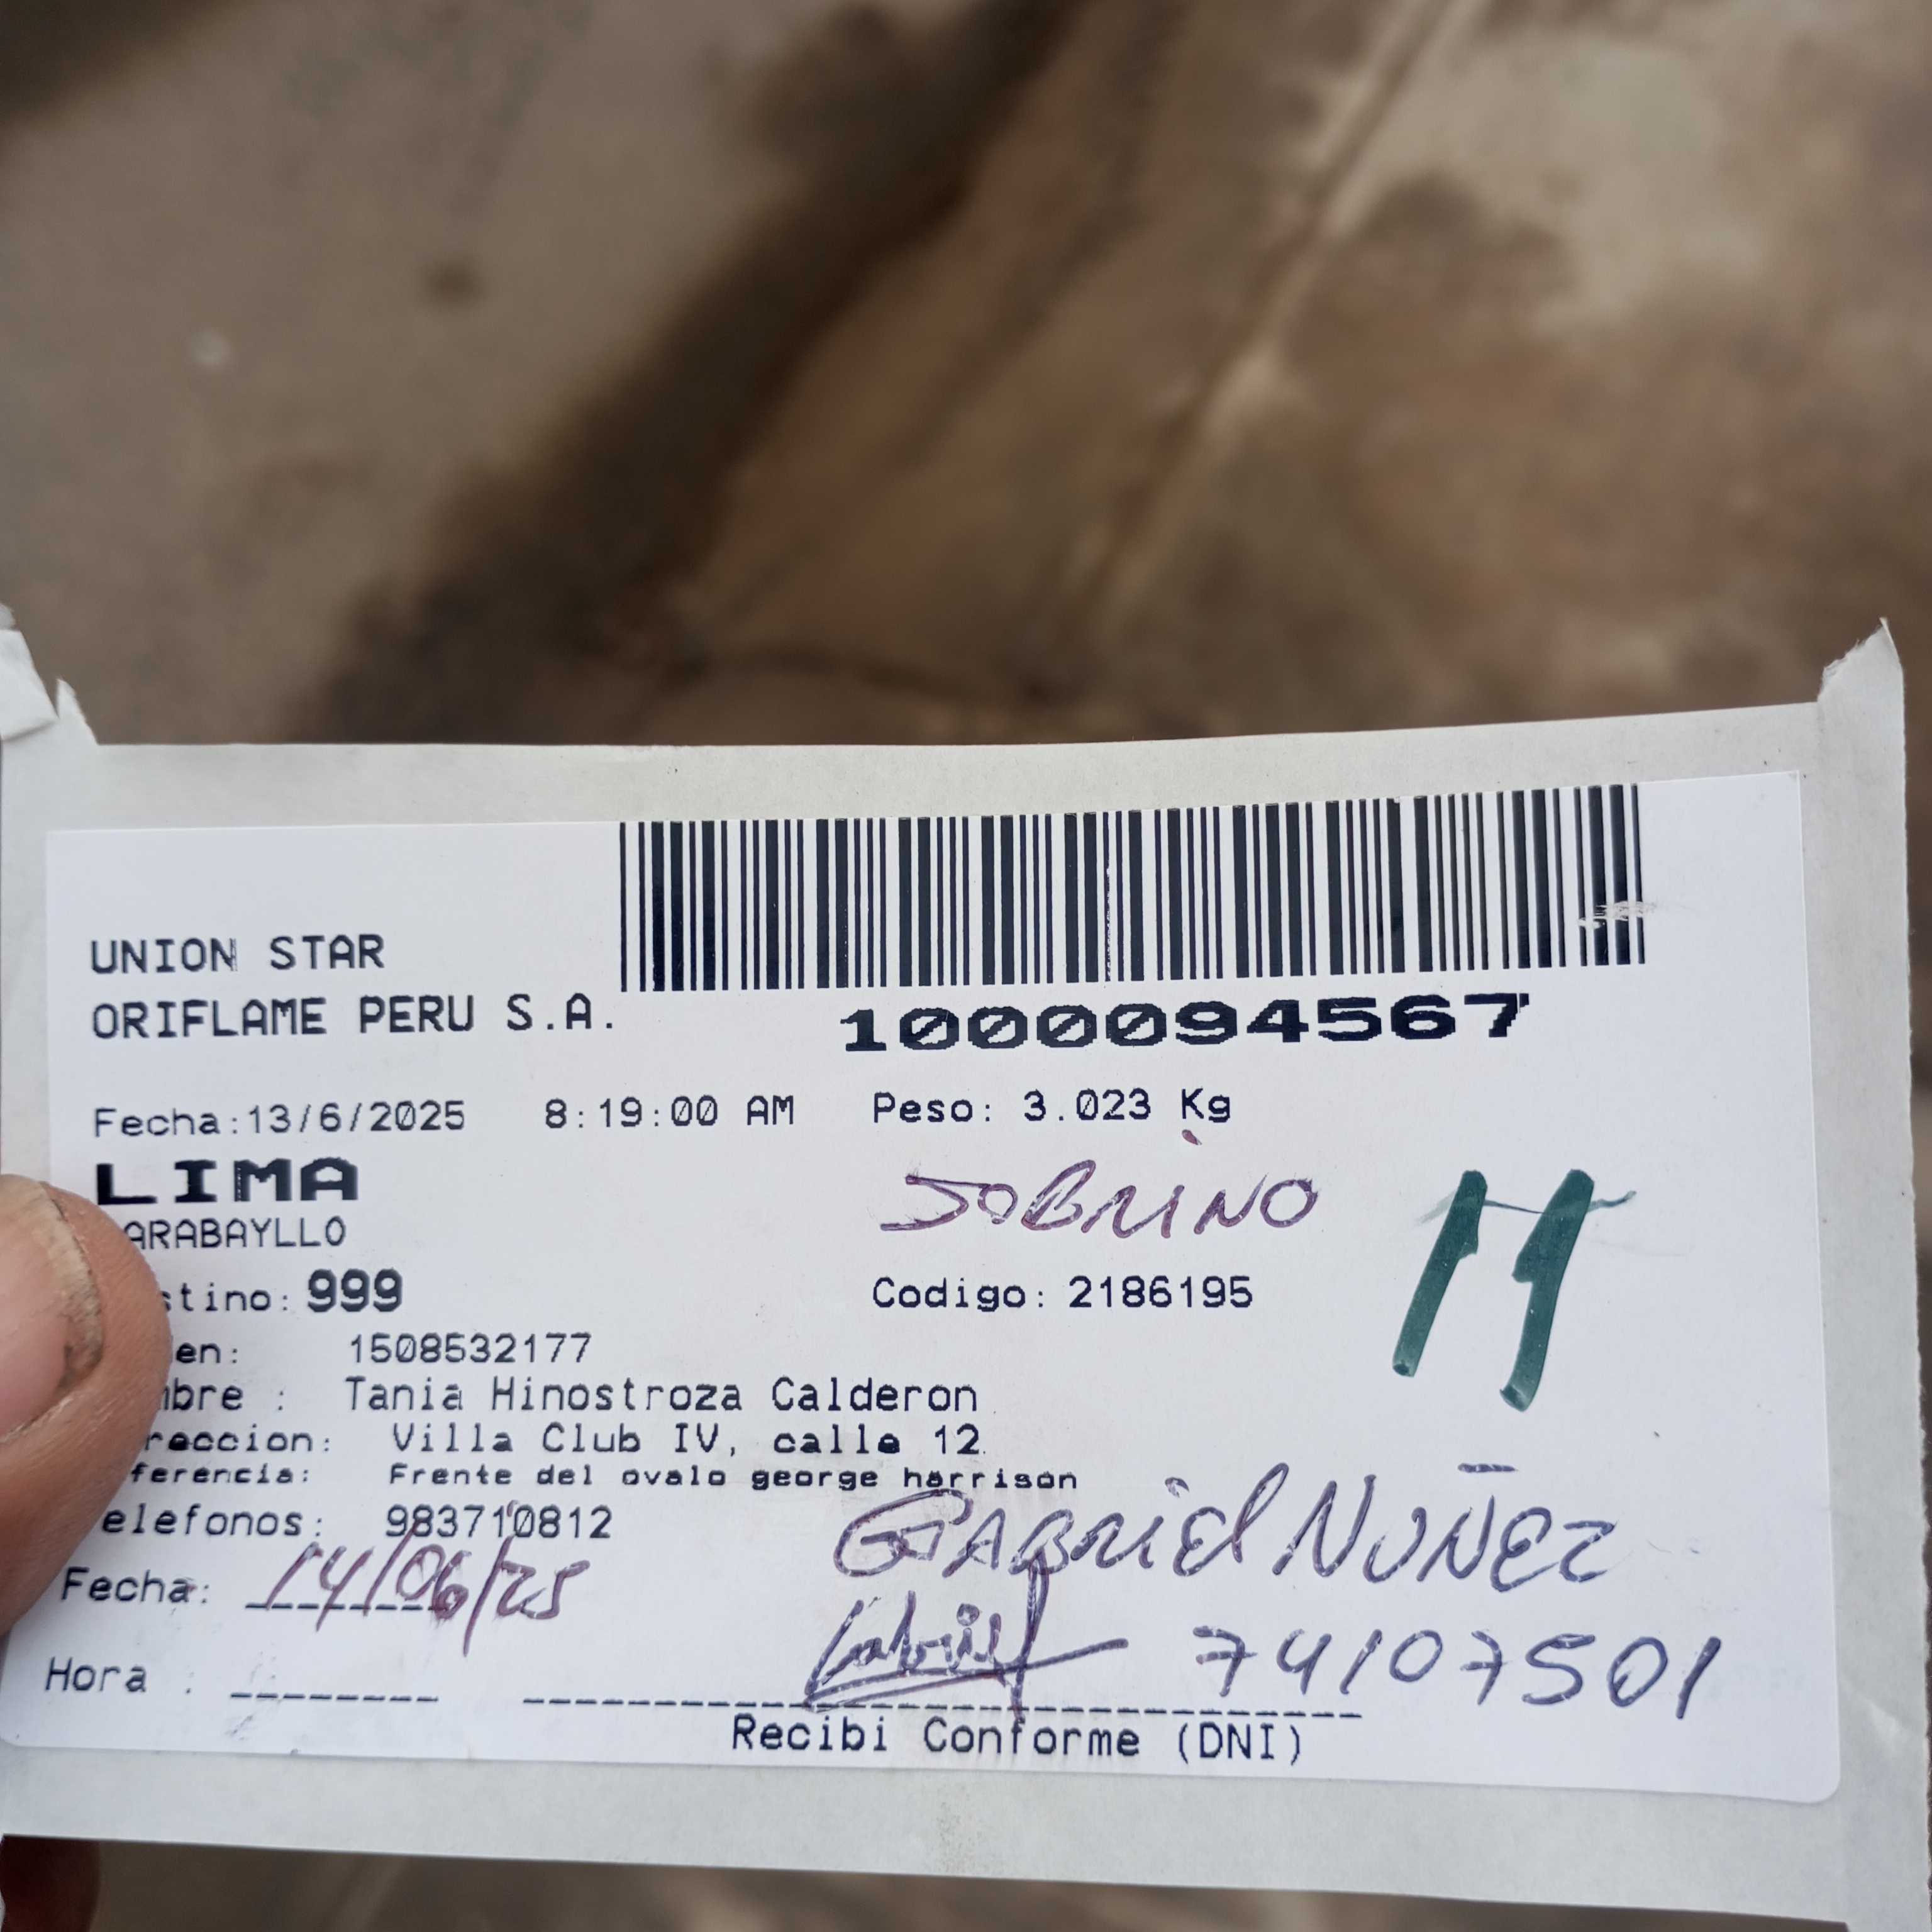 UNION STAR
ORIFLAME PERU S.A.
1000094567
Fecha:13/6/2025 8:19:00 AM Peso: 3.023 Kg
LIMA
SOBRINO
ARABAYLLO
stino: 999 Codigo: 2186195
en: 1508532177
mbre : Tania Hinostroza Calderon
reccion: Villa Club IV, calle 12
ferencia: Frente del ovalo george harrison
elefonos: 983710812
GABRIEL NUÑEZ
Fecha: 14/06/25
Gabriel 74107501
Hora :
Recibi Conforme (DNI)